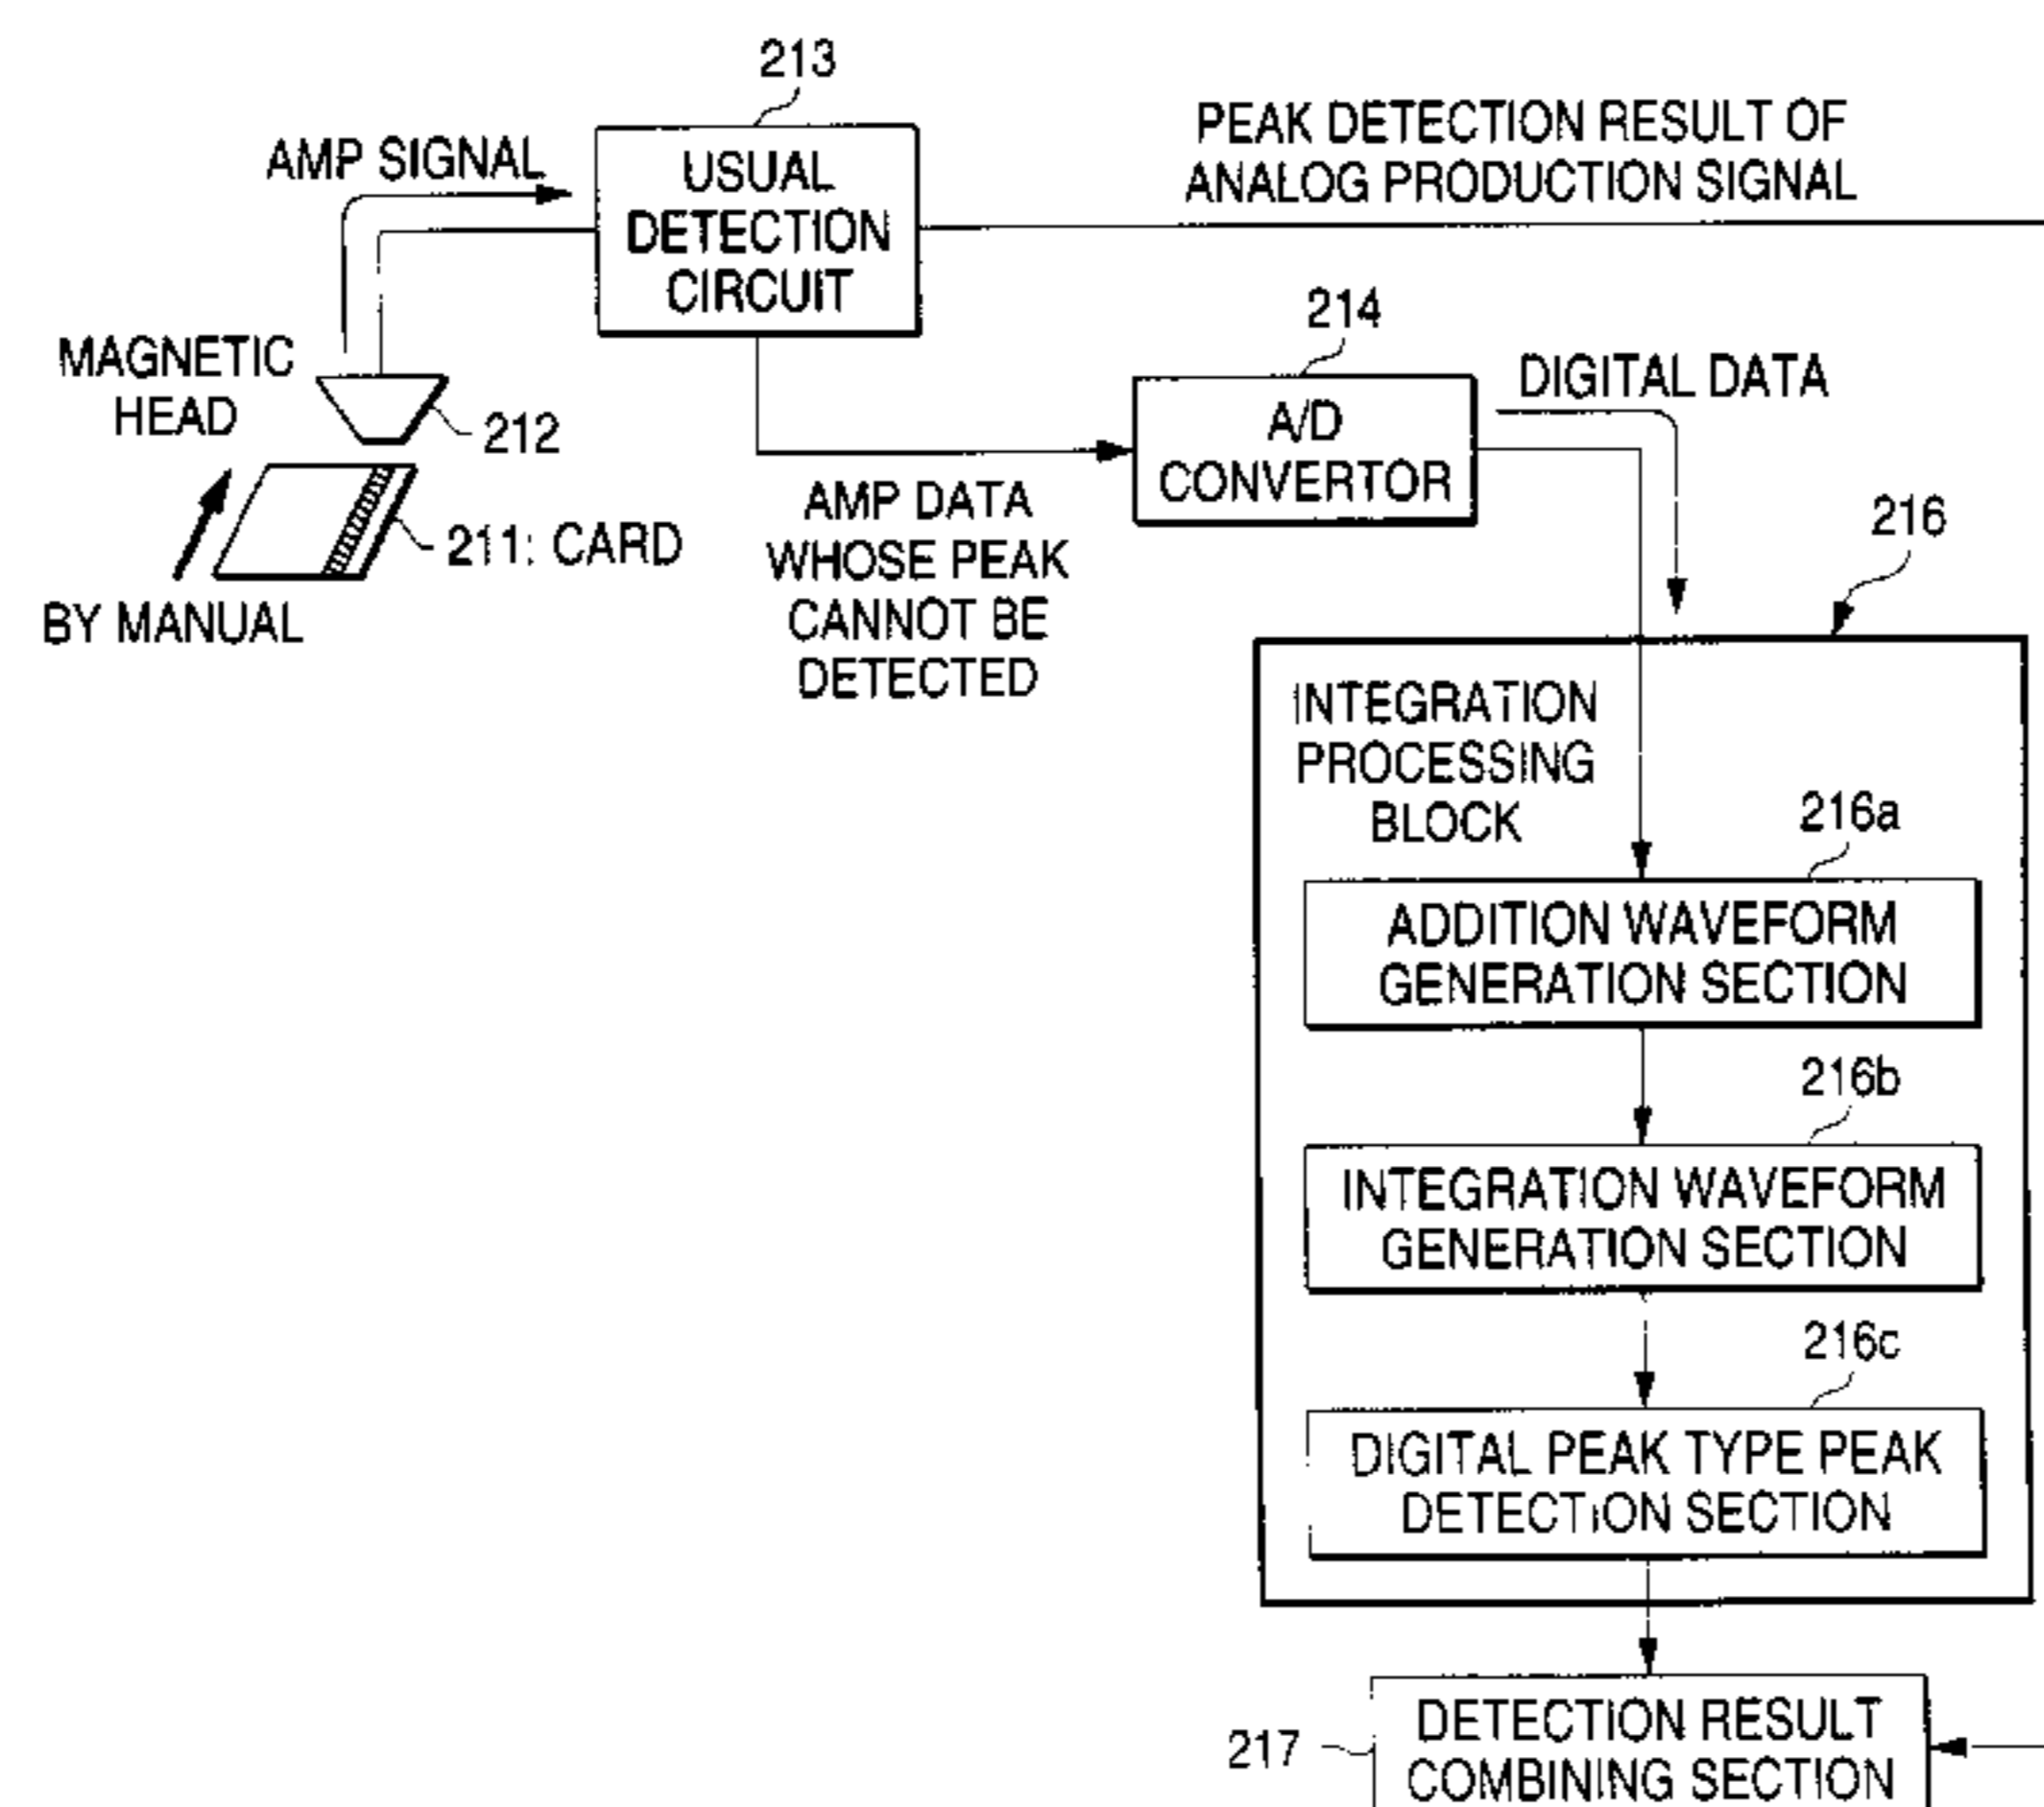 213
AMP SIGNAL
USUAL
DETECTION
CIRCUIT
PEAK DETECTION RESULT OF
ANALOG PRODUCTION SIGNAL
214
MAGNETIC
HEAD
212
A/D
CONVERTOR
DIGITAL DATA
211: CARD
BY MANUAL
AMP DATA
WHOSE PEAK
CANNOT BE
DETECTED
216
INTEGRATION
PROCESSING
BLOCK
216a
ADDITION WAVEFORM
GENERATION SECTION
216b
INTEGRATION WAVEFORM
GENERATION SECTION
216c
DIGITAL PEAK TYPE PEAK
DETECTION SECTION
217
DETECTION RESULT
COMBINING SECTION